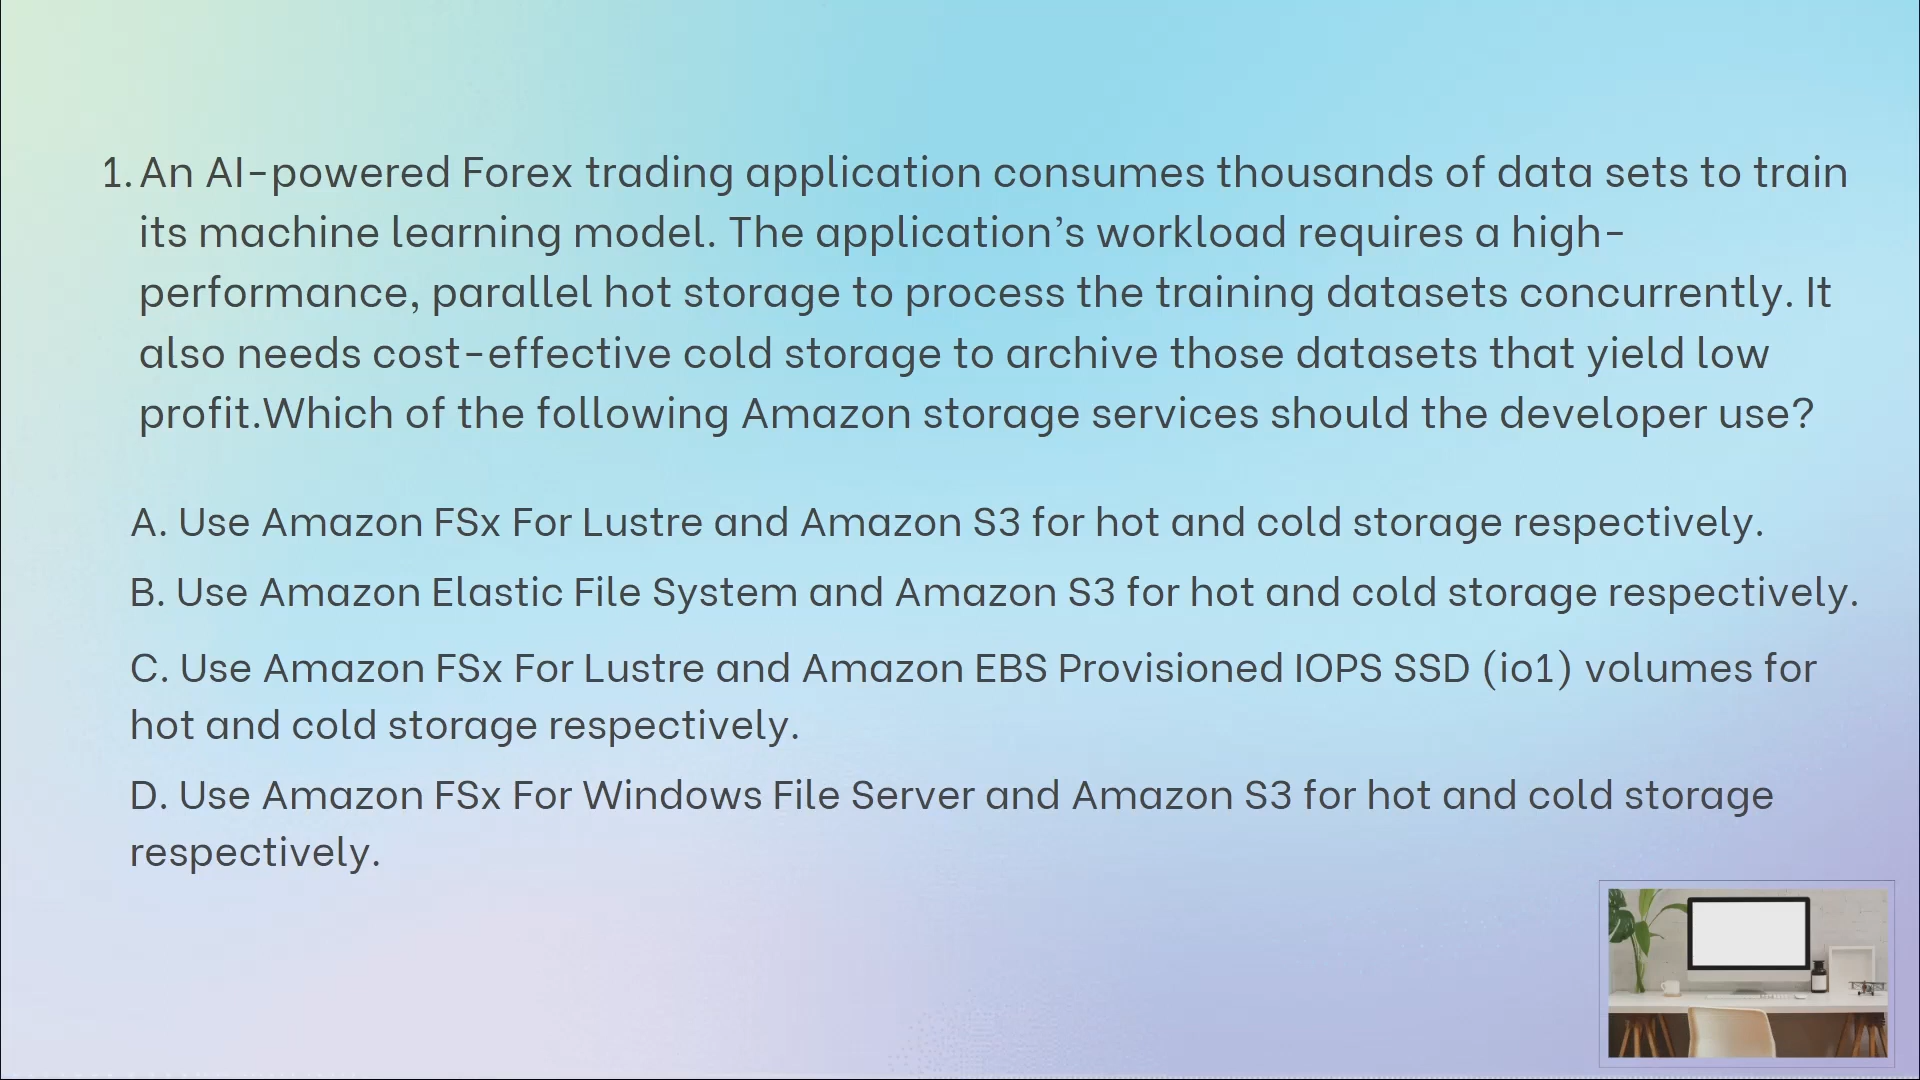 1. An AI-powered Forex trading application consumes thousands of data sets to train
its machine learning model. The application’s workload requires a high-
performance, parallel hot storage to process the training datasets concurrently. It
also needs cost-effective cold storage to archive those datasets that yield low
profit.Which of the following Amazon storage services should the developer use?
A. Use Amazon FSx For Lustre and Amazon S3 for hot and cold storage respectively.
B. Use Amazon Elastic File System and Amazon S3 for hot and cold storage respectively.
C. Use Amazon FSx For Lustre and Amazon EBS Provisioned IOPS SSD (io1) volumes for
hot and cold storage respectively.
D. Use Amazon FSx For Windows File Server and Amazon S3 for hot and cold storage
respectively.